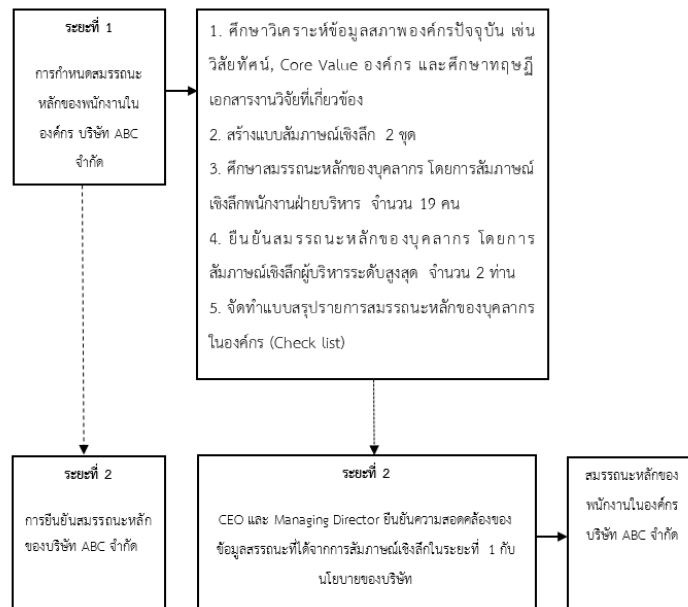 ระยะที่ 1
การกำหนดสมรรถนะ
หลักของพนักงานใน
องค์กร บริษัท ABC
จำกัด
1. ศึกษาวิเคราะห์ข้อมูลสภาพองค์กรปัจจุบัน เช่น
วิสัยทัศน์, Core Value องค์กร และศึกษาทฤษฎี
เอกสารงานวิจัยที่เกี่ยวข้อง
2. สร้างแบบสัมภาษณ์เชิงลึก 2 ชุด
3. ศึกษาสมรรถนะหลักของบุคลากร โดยการสัมภาษณ์
เชิงลึกพนักงานฝ่ายบริหาร จำนวน 19 คน
4. ยืนยันสมรรถนะหลักของบุคลากร โดยการ
สัมภาษณ์เชิงลึกผู้บริหารระดับสูงสุด จำนวน 2 ท่าน
5. จัดทำแบบสรุปรายการสมรรถนะหลักของบุคลากร
ในองค์กร (Check list)
ระยะที่ 2
การยืนยันสมรรถนะหลัก
ของบริษัท ABC จำกัด
ระยะที่ 2
CEO และ Managing Director ยืนยันความสอดคล้องของ
ข้อมูลสรรถนะที่ได้จากการสัมภาษณ์เชิงลึกในระยะที่ 1 กับ
นโยบายของบริษัท
สมรรถนะหลักของ
พนักงานในองค์กร
บริษัท ABC จำกัด